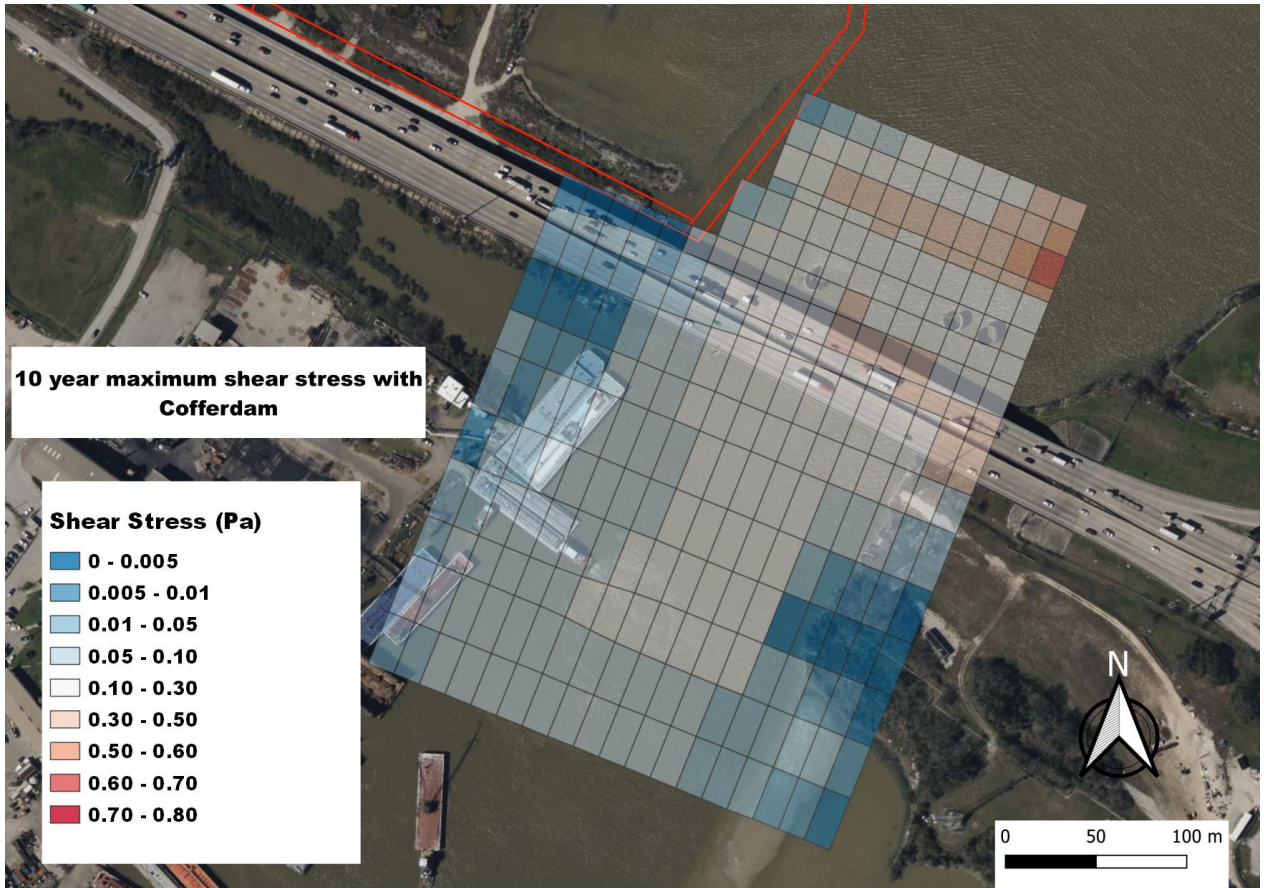 10 year maximum shear stress with
Cofferdam
Shear Stress (Pa)
0 - 0.005
0.005 - 0.01
0.01 - 0.05
0.05 - 0.10
0.10 - 0.30
0.30 - 0.50
0.50 - 0.60
0.60 - 0.70
0.70 - 0.80
N
0 50 100 m